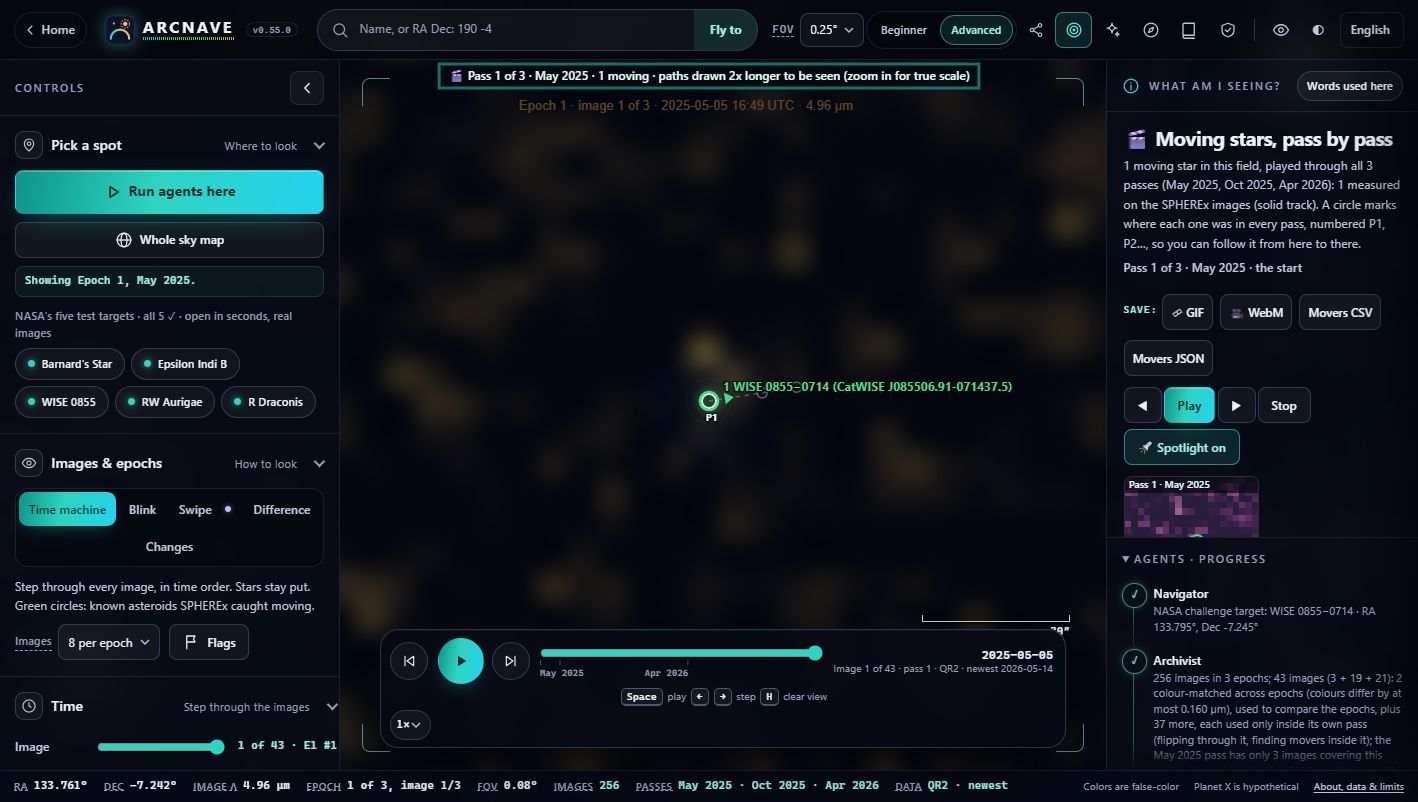 Home
ARCNAVE
v0.55.0
Name, or RA Dec: 190 -4
Fly to
FOV
0.25°
Beginner
Advanced
English
CONTROLS
Pick a spot
Where to look
Run agents here
Whole sky map
Showing Epoch 1, May 2025.
NASA's five test targets · all 5 ✓ · open in seconds, real
images
Barnard's Star
Epsilon Indi B
WISE 0855
RW Aurigae
R Draconis
Images & epochs
How to look
Time machine
Blink
Swipe
Difference
Changes
Step through every image, in time order. Stars stay put.
Green circles: known asteroids SPHEREx caught moving.
Images
8 per epoch
Flags
Time
Step through the images
Image
1 of 43 · E1 #1
Pass 1 of 3 · May 2025 · 1 moving · paths drawn 2x longer to be seen (zoom in for true scale)
Epoch 1 · image 1 of 3 · 2025-05-05 16:49 UTC · 4.96 µm
1 WISE 0855−0714 (CatWISE J085506.91-071437.5)
P1
2025-05-05
Image 1 of 43 · pass 1 · QR2 · newest 2026-05-14
May 2025
Apr 2026
Space play ← → step H clear view
1×
WHAT AM I SEEING?
Words used here
Moving stars, pass by pass
1 moving star in this field, played through all 3
passes (May 2025, Oct 2025, Apr 2026): 1 measured
on the SPHEREx images (solid track). A circle marks
where each one was in every pass, numbered P1,
P2..., so you can follow it from here to there.
Pass 1 of 3 · May 2025 · the start
SAVE:
GIF
WebM
Movers CSV
Movers JSON
Play
Stop
Spotlight on
Pass 1 · May 2025
AGENTS · PROGRESS
Navigator
NASA challenge target: WISE 0855−0714 · RA
133.795°, Dec -7.245°
Archivist
256 images in 3 epochs; 43 images (3 + 19 + 21): 2
colour-matched across epochs (colours differ by at
most 0.160 µm), used to compare the epochs, plus
37 more, each used only inside its own pass
(flipping through it, finding movers inside it); the
May 2025 pass has only 3 images covering this
RA 133.761° DEC −7.242° IMAGE Λ 4.96 µm EPOCH 1 of 3, image 1/3 FOV 0.08° IMAGES 256 PASSES May 2025 · Oct 2025 · Apr 2026 DATA QR2 · newest
Colors are false-color
Planet X is hypothetical
About, data & limits